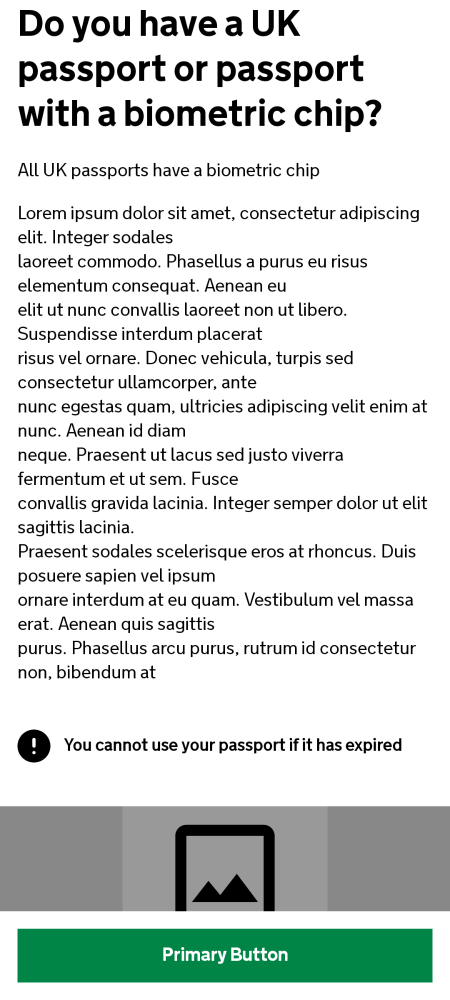 Do you have a UK
passport or passport
with a biometric chip?
All UK passports have a biometric chip
Lorem ipsum dolor sit amet, consectetur adipiscing
elit. Integer sodales
laoreet commodo. Phasellus a purus eu risus
elementum consequat. Aenean eu
elit ut nunc convallis laoreet non ut libero.
Suspendisse interdum placerat
risus vel ornare. Donec vehicula, turpis sed
consectetur ullamcorper, ante
nunc egestas quam, ultricies adipiscing velit enim at
nunc. Aenean id diam
neque. Praesent ut lacus sed justo viverra
fermentum et ut sem. Fusce
convallis gravida lacinia. Integer semper dolor ut elit
sagittis lacinia.
Praesent sodales scelerisque eros at rhoncus. Duis
posuere sapien vel ipsum
ornare interdum at eu quam. Vestibulum vel massa
erat. Aenean quis sagittis
purus. Phasellus arcu purus, rutrum id consectetur
non, bibendum at
You cannot use your passport if it has expired
Primary Button